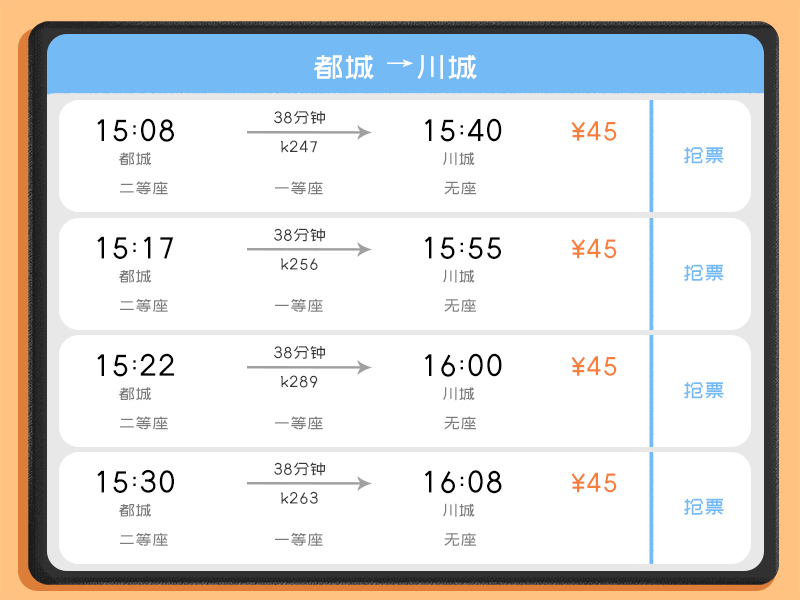 都城 →川城
38分钟
15:08 15:40 ¥45
k247
都城 川城
抢票
二等座 一等座 无座
38分钟
15:17 15:55 ¥45
k256
都城 川城
抢票
二等座 一等座 无座
38分钟
15:22 16:00 ¥45
k289
都城 川城
抢票
二等座 一等座 无座
38分钟
15:30 16:08 ¥45
k263
都城 川城
抢票
二等座 一等座 无座